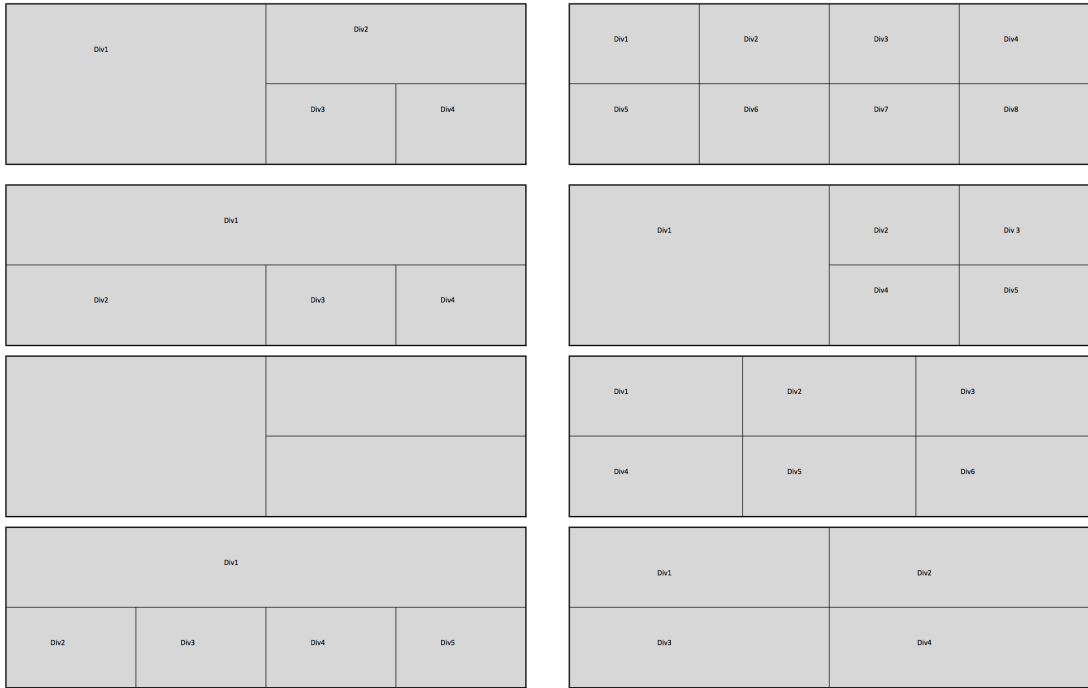 Div1
Div2
Div3 Div4
Div1 Div2 Div3 Div4
Div5 Div6 Div7 Div8
Div1
Div2 Div3 Div4
Div1
Div2 Div 3
Div4 Div5
Div1 Div2 Div3
Div4 Div5 Div6
Div1
Div2 Div3 Div4 Div5
Div1 Div2
Div3 Div4